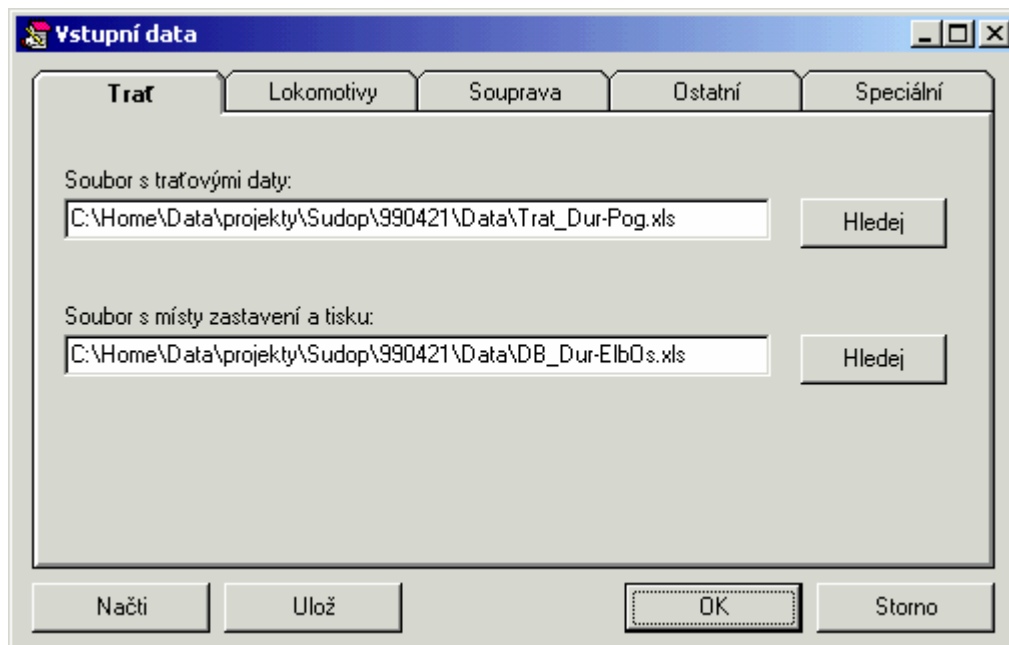 Vstupní data
Trať Lokomotivy Souprava Ostatní Speciální
Soubor s traťovými daty:
C:\Home\Data\projekty\Sudop\990421\Data\Trat_Dur-Pog.xls Hledej
Soubor s místy zastavení a tisku:
C:\Home\Data\projekty\Sudop\990421\Data\DB_Dur-ElbOs.xls Hledej
Načti Ulož OK Storno